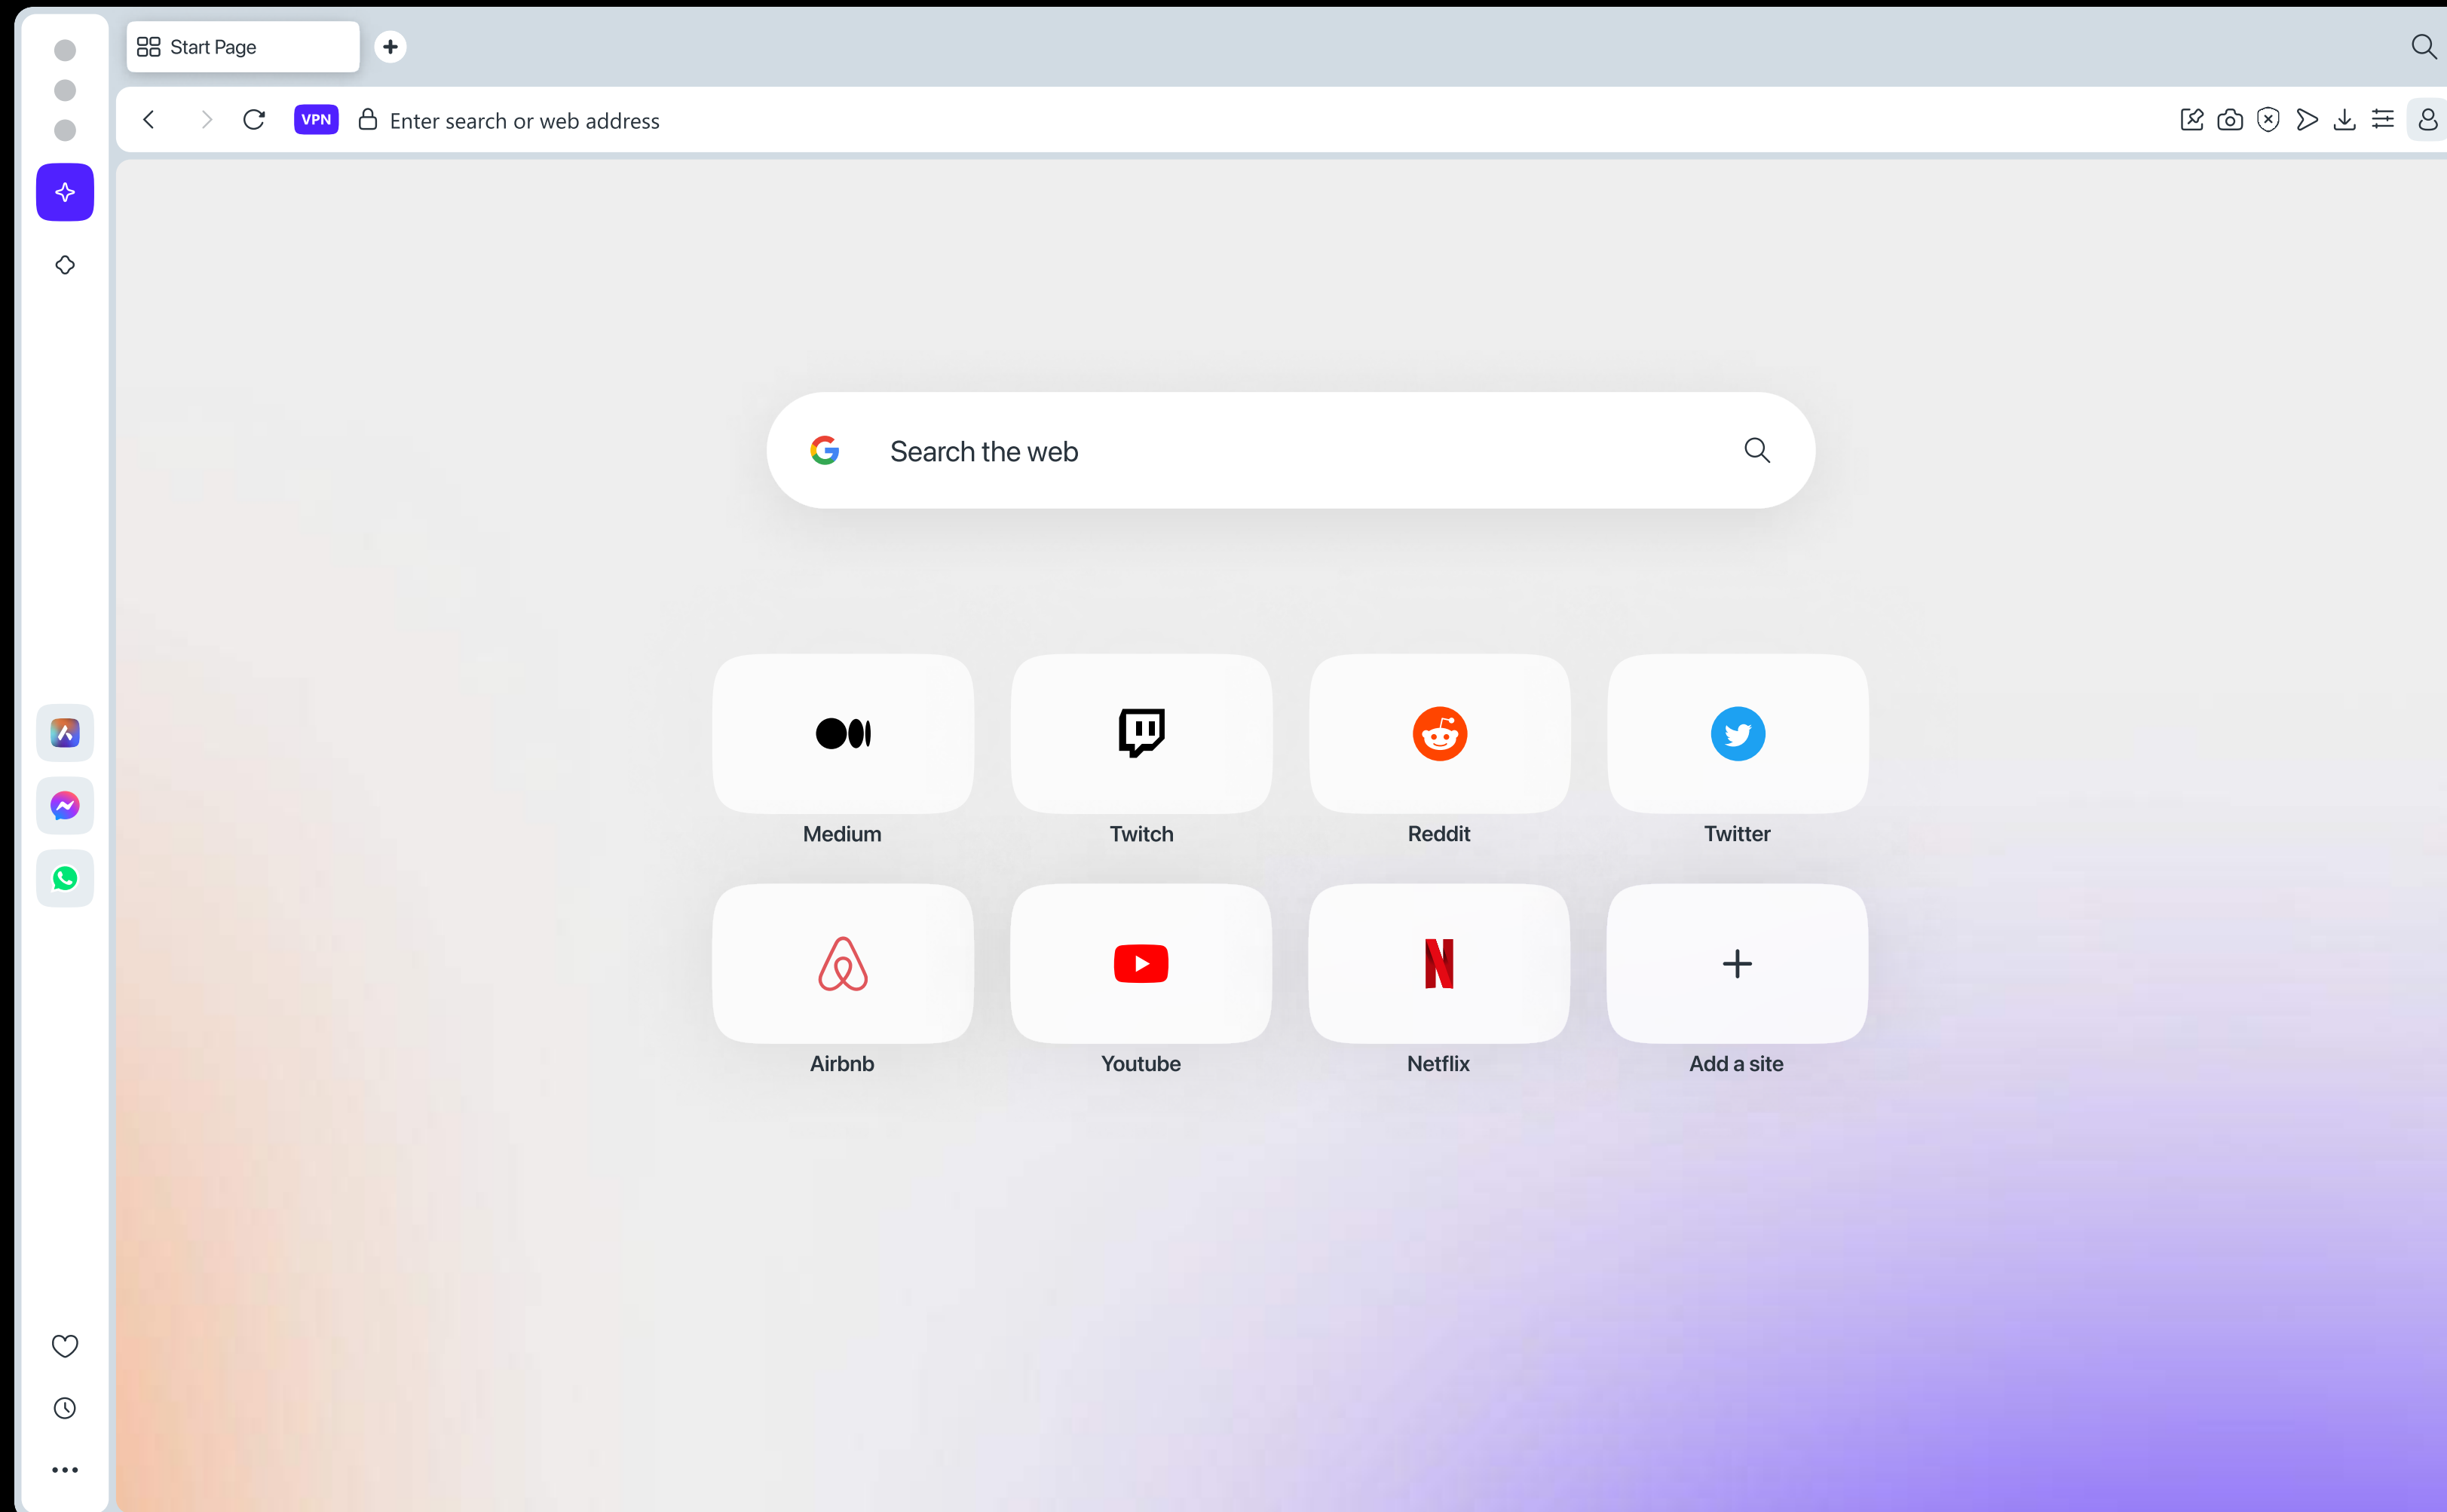 Start Page
VPN
Enter search or web address
Search the web
Medium
Twitch
Reddit
Twitter
Airbnb
Youtube
Netflix
Add a site